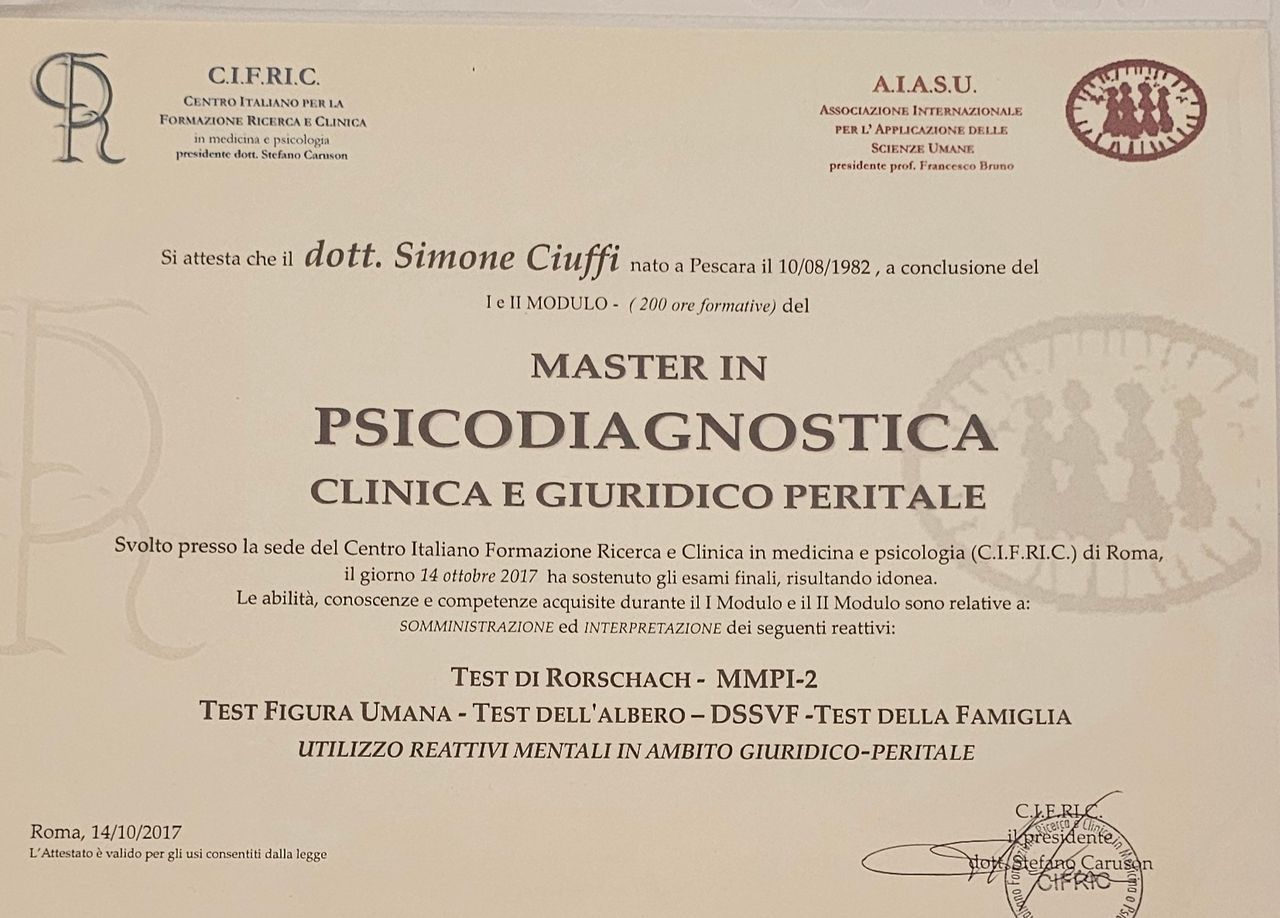 C.I.F.RI.C.
CENTRO ITALIANO PER LA
FORMAZIONE RICERCA E CLINICA
in medicina e psicologia
presidente dott. Stefano Caruson
A.I.A.S.U.
ASSOCIAZIONE INTERNAZIONALE
PER L' APPLICAZIONE DELLE
SCIENZE UMANE
presidente prof. Francesco Bruno
Si attesta che il dott. Simone Ciuffi nato a Pescara il 10/08/1982 , a conclusione del
I e II MODULO - ( 200 ore formative) del
MASTER IN
PSICODIAGNOSTICA
CLINICA E GIURIDICO PERITALE
Svolto presso la sede del Centro Italiano Formazione Ricerca e Clinica in medicina e psicologia (C.I.F.RI.C.) di Roma,
il giorno 14 ottobre 2017 ha sostenuto gli esami finali, risultando idonea.
Le abilità, conoscenze e competenze acquisite durante il I Modulo e il II Modulo sono relative a:
SOMMINISTRAZIONE ed INTERPRETAZIONE dei seguenti reattivi:
TEST DI RORSCHACH - MMPI-2
TEST FIGURA UMANA - TEST DELL'ALBERO – DSSVF -TEST DELLA FAMIGLIA
UTILIZZO REATTIVI MENTALI IN AMBITO GIURIDICO-PERITALE
Roma, 14/10/2017
L'Attestato è valido per gli usi consentiti dalla legge
C.I.F.RI.C.
il presidente
dott. Stefano Caruson
Formazione Ricerca e Clinica in Medicina e
CIFRIC